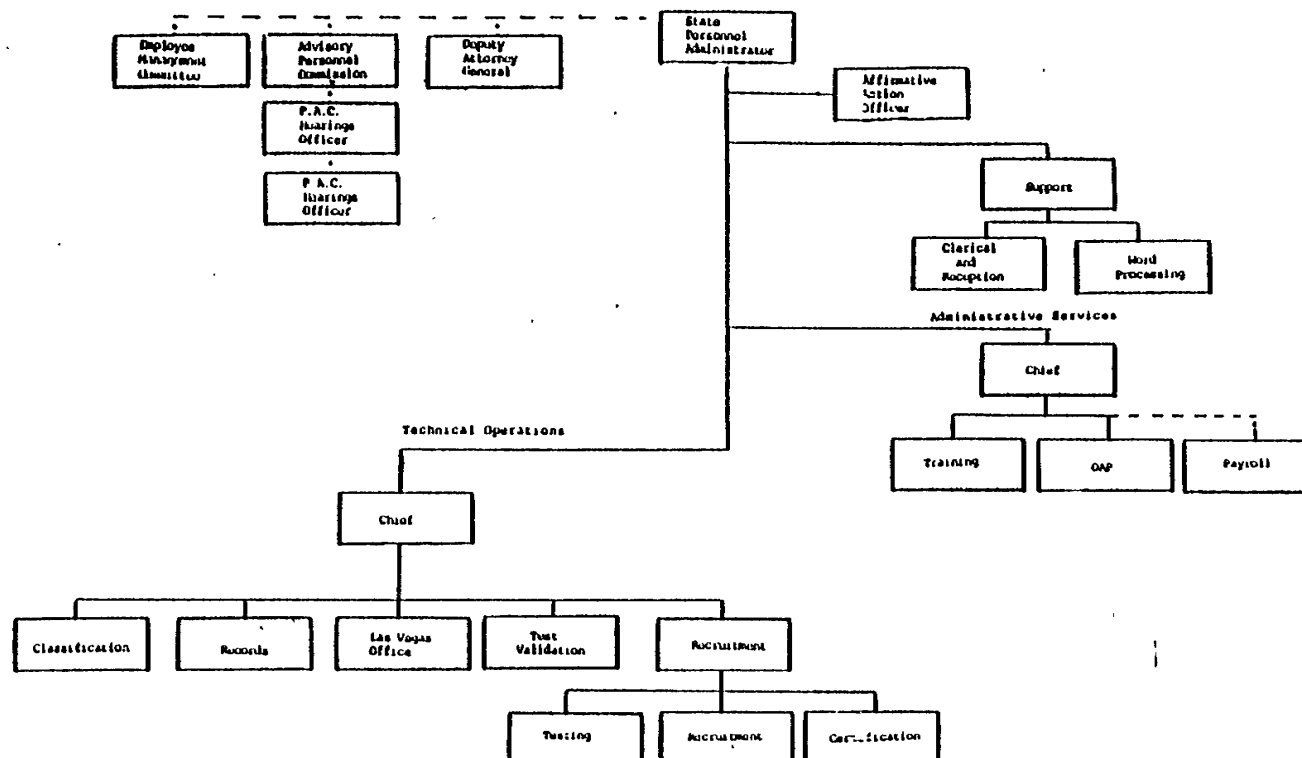 State
Personnel
Administrator
Employee
Management
Committee
Advisory
Personnel
Commission
Deputy
Attorney
General
Affirmative
Action
Officer
P.A.C.
Hearings
Officer
P.A.C.
Hearings
Officer
Support
Clerical
and
Reception
Word
Processing
Administrative Services
Chief
Technical Operations
Training
OAP
Payroll
Chief
Classification
Records
Las Vegas
Office
Test
Validation
Recruitment
Testing
Recruitment
Certification